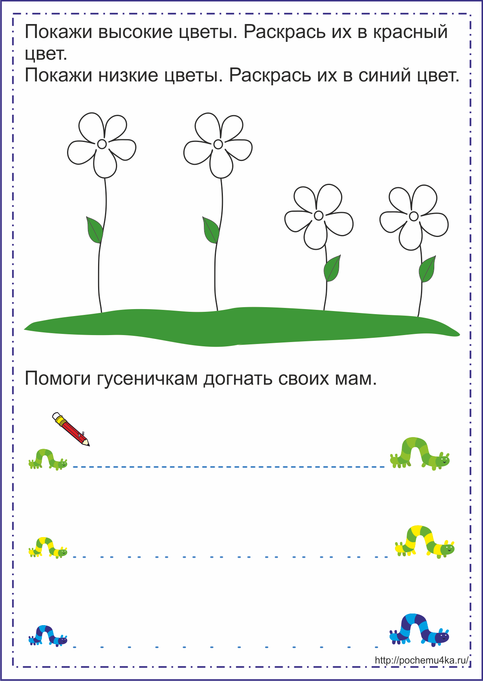 Покажи высокие цветы. Раскрась их в красный
цвет.
Покажи низкие цветы. Раскрась их в синий цвет.
Помоги гусеничкам догнать своих мам.
http://pochemu4ka.ru/